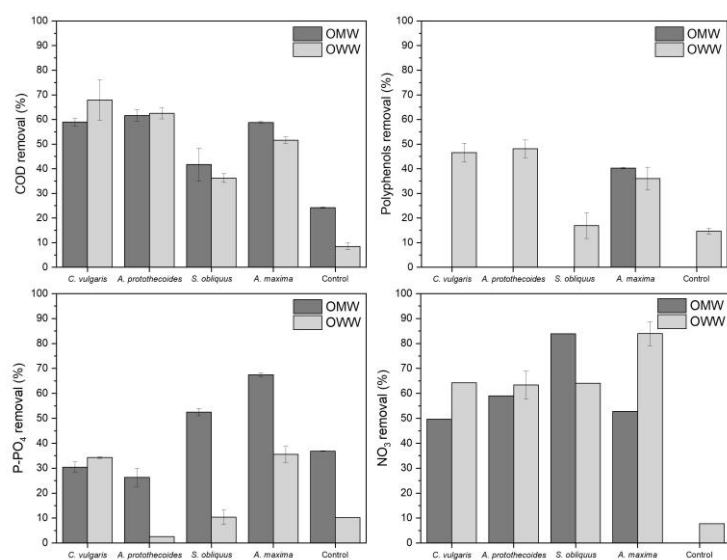 100
90
80
70
60
50
40
30
20
10
0
COD removal (%)
OMW
OWW
C. vulgaris A. protothecoides S. obliquus A. maxima Control
100
90
80
70
60
50
40
30
20
10
0
Polyphenols removal (%)
OMW
OWW
C. vulgaris A. protothecoides S. obliquus A. maxima Control
100
90
80
70
60
50
40
30
20
10
0
P-PO4 removal (%)
OMW
OWW
C. vulgaris A. protothecoides S. obliquus A. maxima Control
100
90
80
70
60
50
40
30
20
10
0
NO3 removal (%)
OMW
OWW
C. vulgaris A. protothecoides S. obliquus A. maxima Control